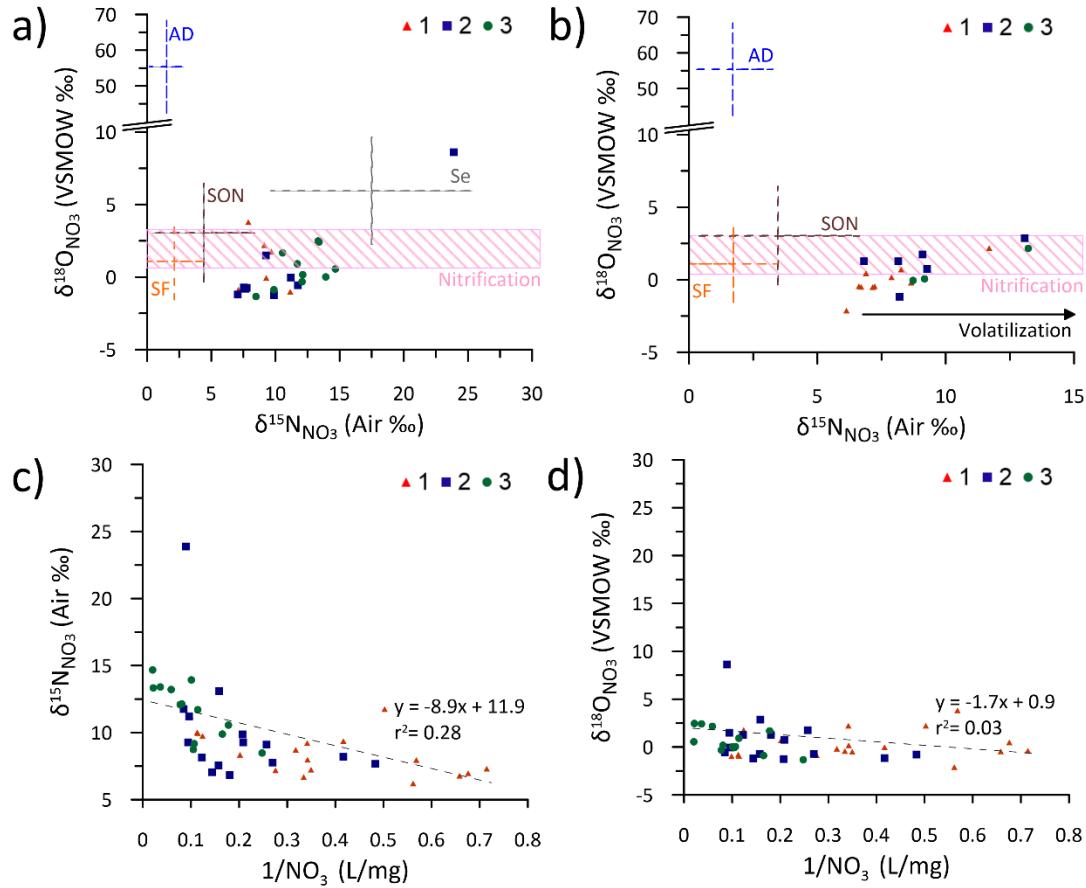 a)
1 2 3
70
65
60
55
50
10
5
0
-5
AD
SON
Se
SF
Nitrification
0 5 10 15 20 25 30
δ18ONO3 (VSMOW ‰)
δ15NNO3 (Air ‰)
b)
1 2 3
70
65
60
55
50
10
5
0
-5
AD
SON
SF
Nitrification
Volatilization
0 5 10 15
δ18ONO3 (VSMOW ‰)
δ15NNO3 (Air ‰)
c)
1 2 3
30
25
20
15
10
5
y = -8.9x + 11.9
r2= 0.28
0 0.1 0.2 0.3 0.4 0.5 0.6 0.7 0.8
δ15NNO3 (Air ‰)
1/NO3 (L/mg)
d)
1 2 3
30
25
20
15
10
5
0
-5
y = -1.7x + 0.9
r2= 0.03
0 0.1 0.2 0.3 0.4 0.5 0.6 0.7 0.8
δ18ONO3 (VSMOW ‰)
1/NO3 (L/mg)